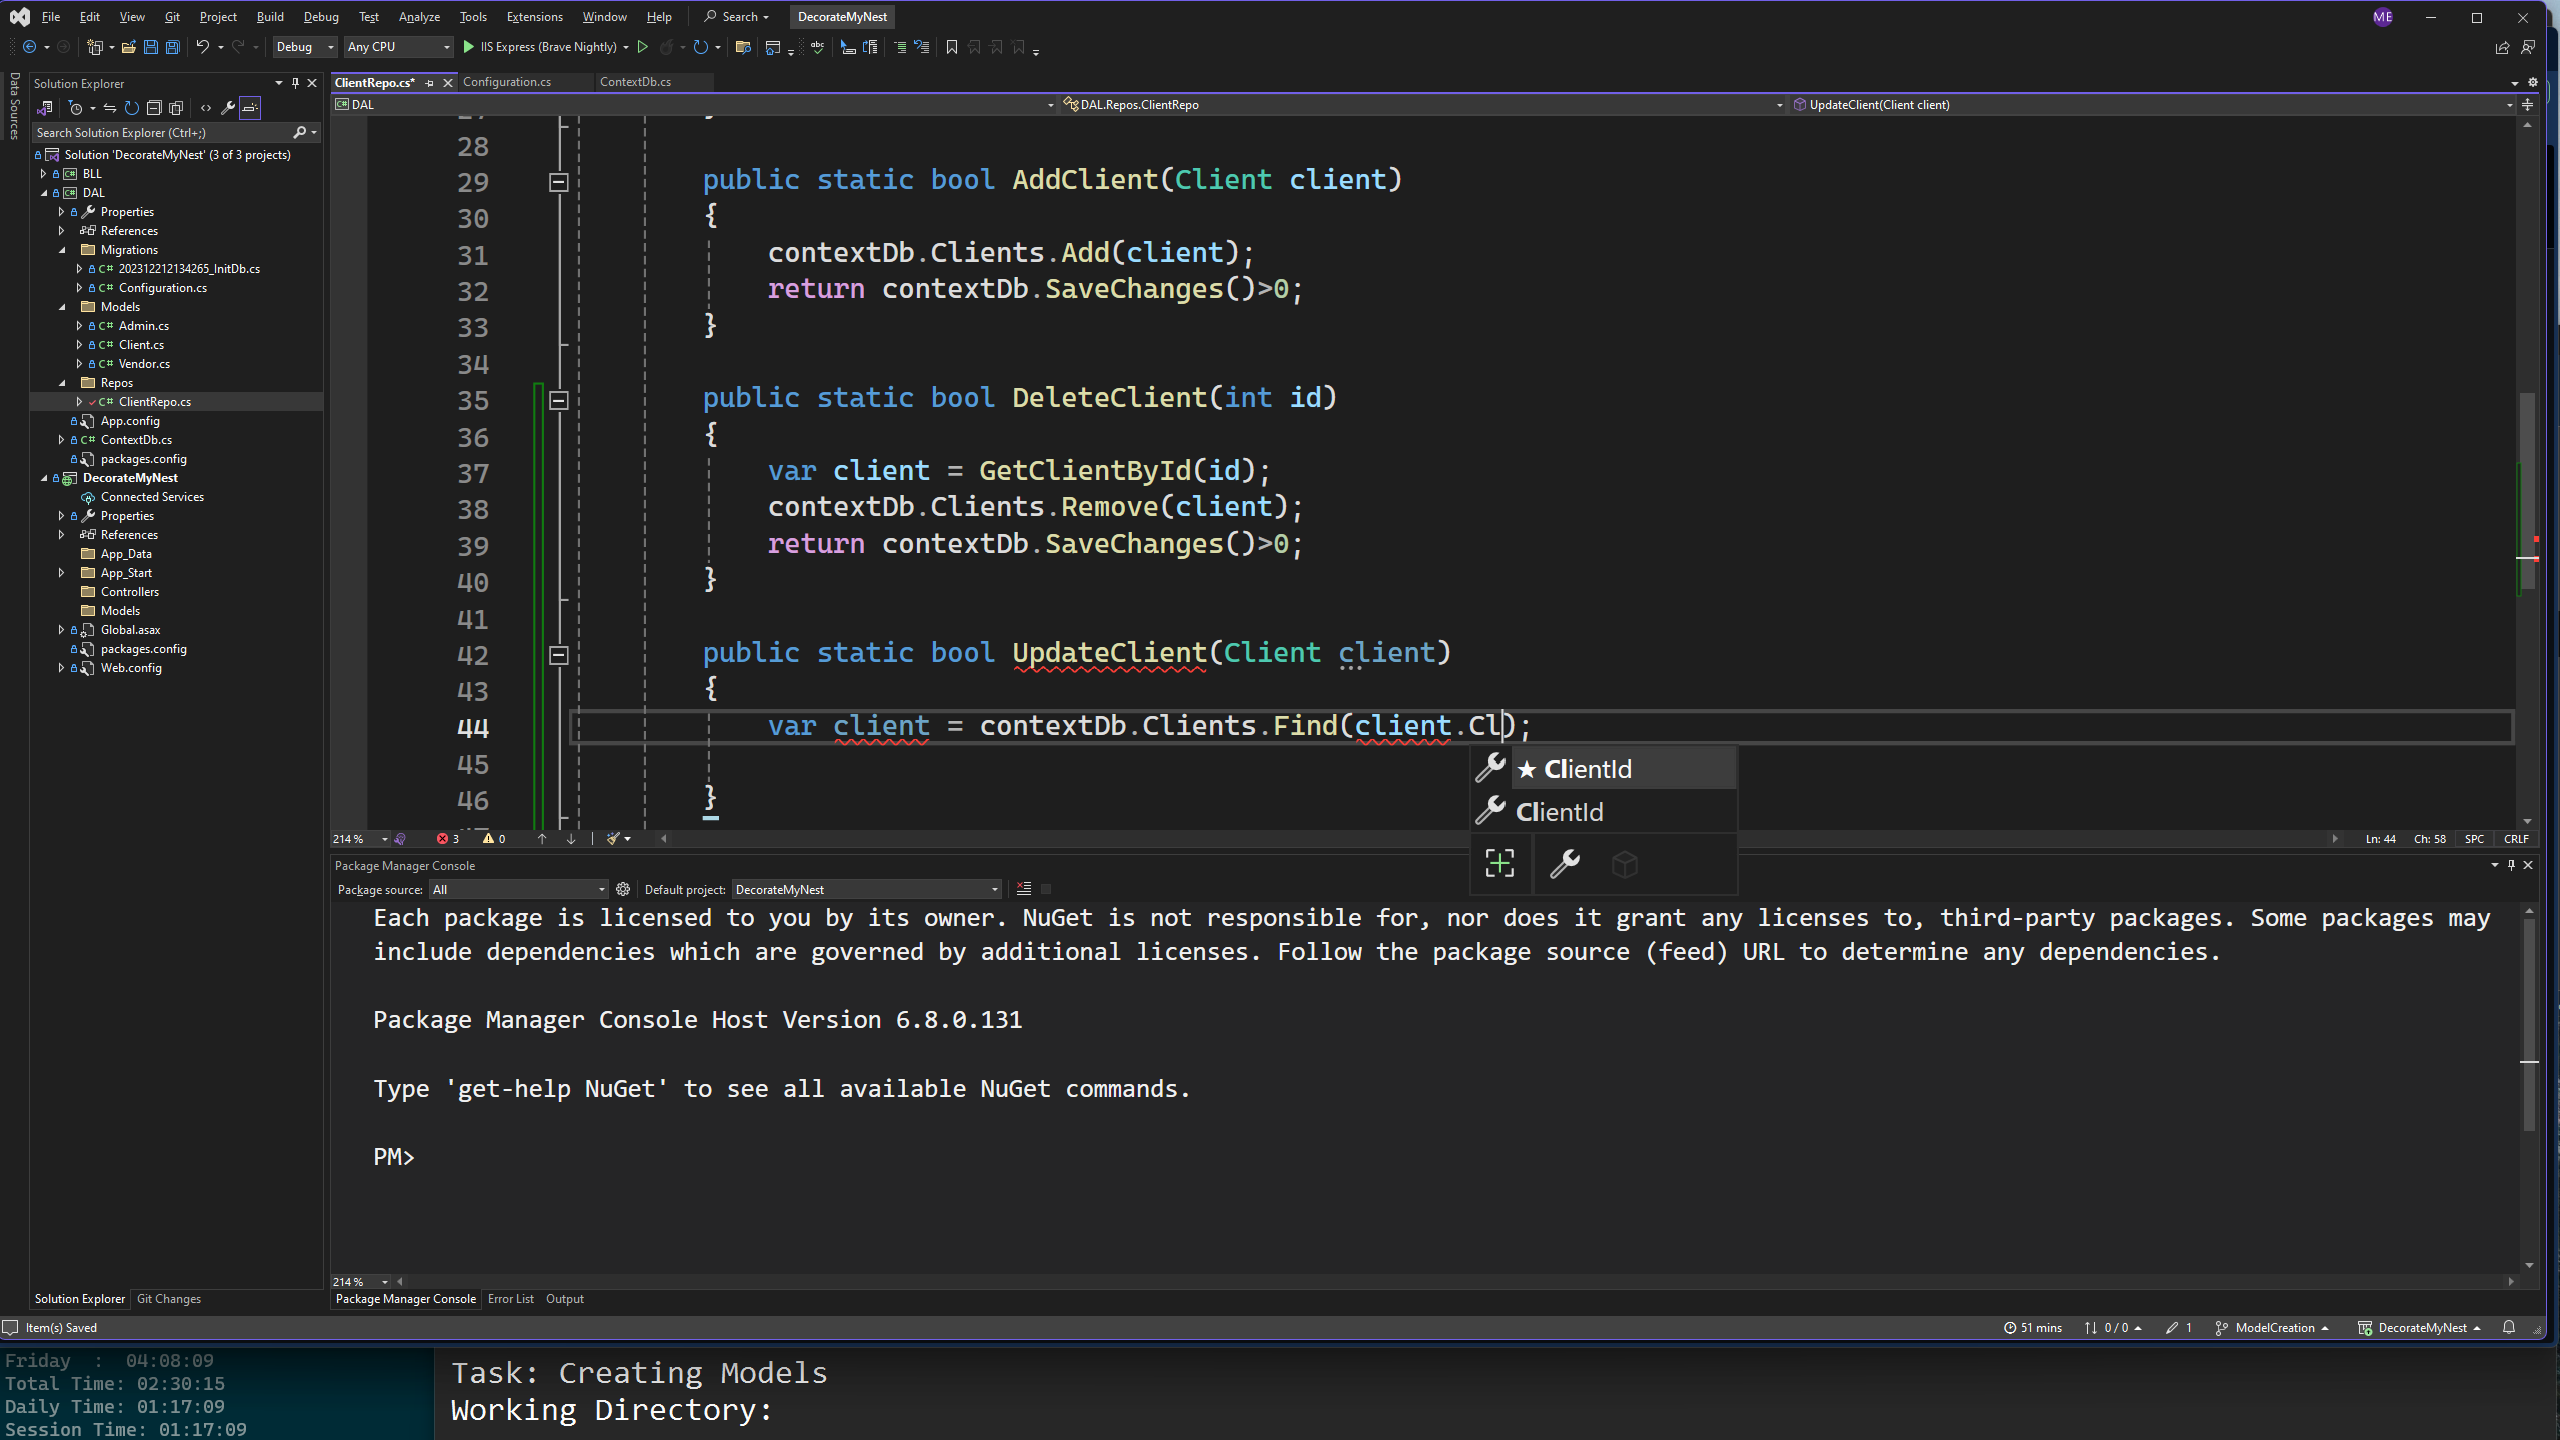 File Edit View Git Project Build Debug Test Analyze Tools Extensions Window Help Search DecorateMyNest ME
Debug Any CPU IIS Express (Brave Nightly)
Data Sources
Solution Explorer
Search Solution Explorer (Ctrl+;)
Solution 'DecorateMyNest' (3 of 3 projects)
BLL
DAL
Properties
References
Migrations
202312212134265_InitDb.cs
Configuration.cs
Models
Admin.cs
Client.cs
Vendor.cs
Repos
ClientRepo.cs
App.config
ContextDb.cs
packages.config
DecorateMyNest
Connected Services
Properties
References
App_Data
App_Start
Controllers
Models
Global.asax
packages.config
Web.config
Solution Explorer Git Changes
ClientRepo.cs* Configuration.cs ContextDb.cs
DAL DAL.Repos.ClientRepo UpdateClient(Client client)
28
29 public static bool AddClient(Client client)
30 {
31 contextDb.Clients.Add(client);
32 return contextDb.SaveChanges()>0;
33 }
34
35 public static bool DeleteClient(int id)
36 {
37 var client = GetClientById(id);
38 contextDb.Clients.Remove(client);
39 return contextDb.SaveChanges()>0;
40 }
41
42 public static bool UpdateClient(Client client)
43 {
44 var client = contextDb.Clients.Find(client.Cl);
45
46 }
★ ClientId
ClientId
214 % 3 0 Ln: 44 Ch: 58 SPC CRLF
Package Manager Console
Package source: All Default project: DecorateMyNest
Each package is licensed to you by its owner. NuGet is not responsible for, nor does it grant any licenses to, third-party packages. Some packages may
include dependencies which are governed by additional licenses. Follow the package source (feed) URL to determine any dependencies.
Package Manager Console Host Version 6.8.0.131
Type 'get-help NuGet' to see all available NuGet commands.
PM>
214 %
Package Manager Console Error List Output
Item(s) Saved 51 mins 0 / 0 1 ModelCreation DecorateMyNest
Friday : 04:08:09
Total Time: 02:30:15
Daily Time: 01:17:09
Session Time: 01:17:09
Task: Creating Models
Working Directory: